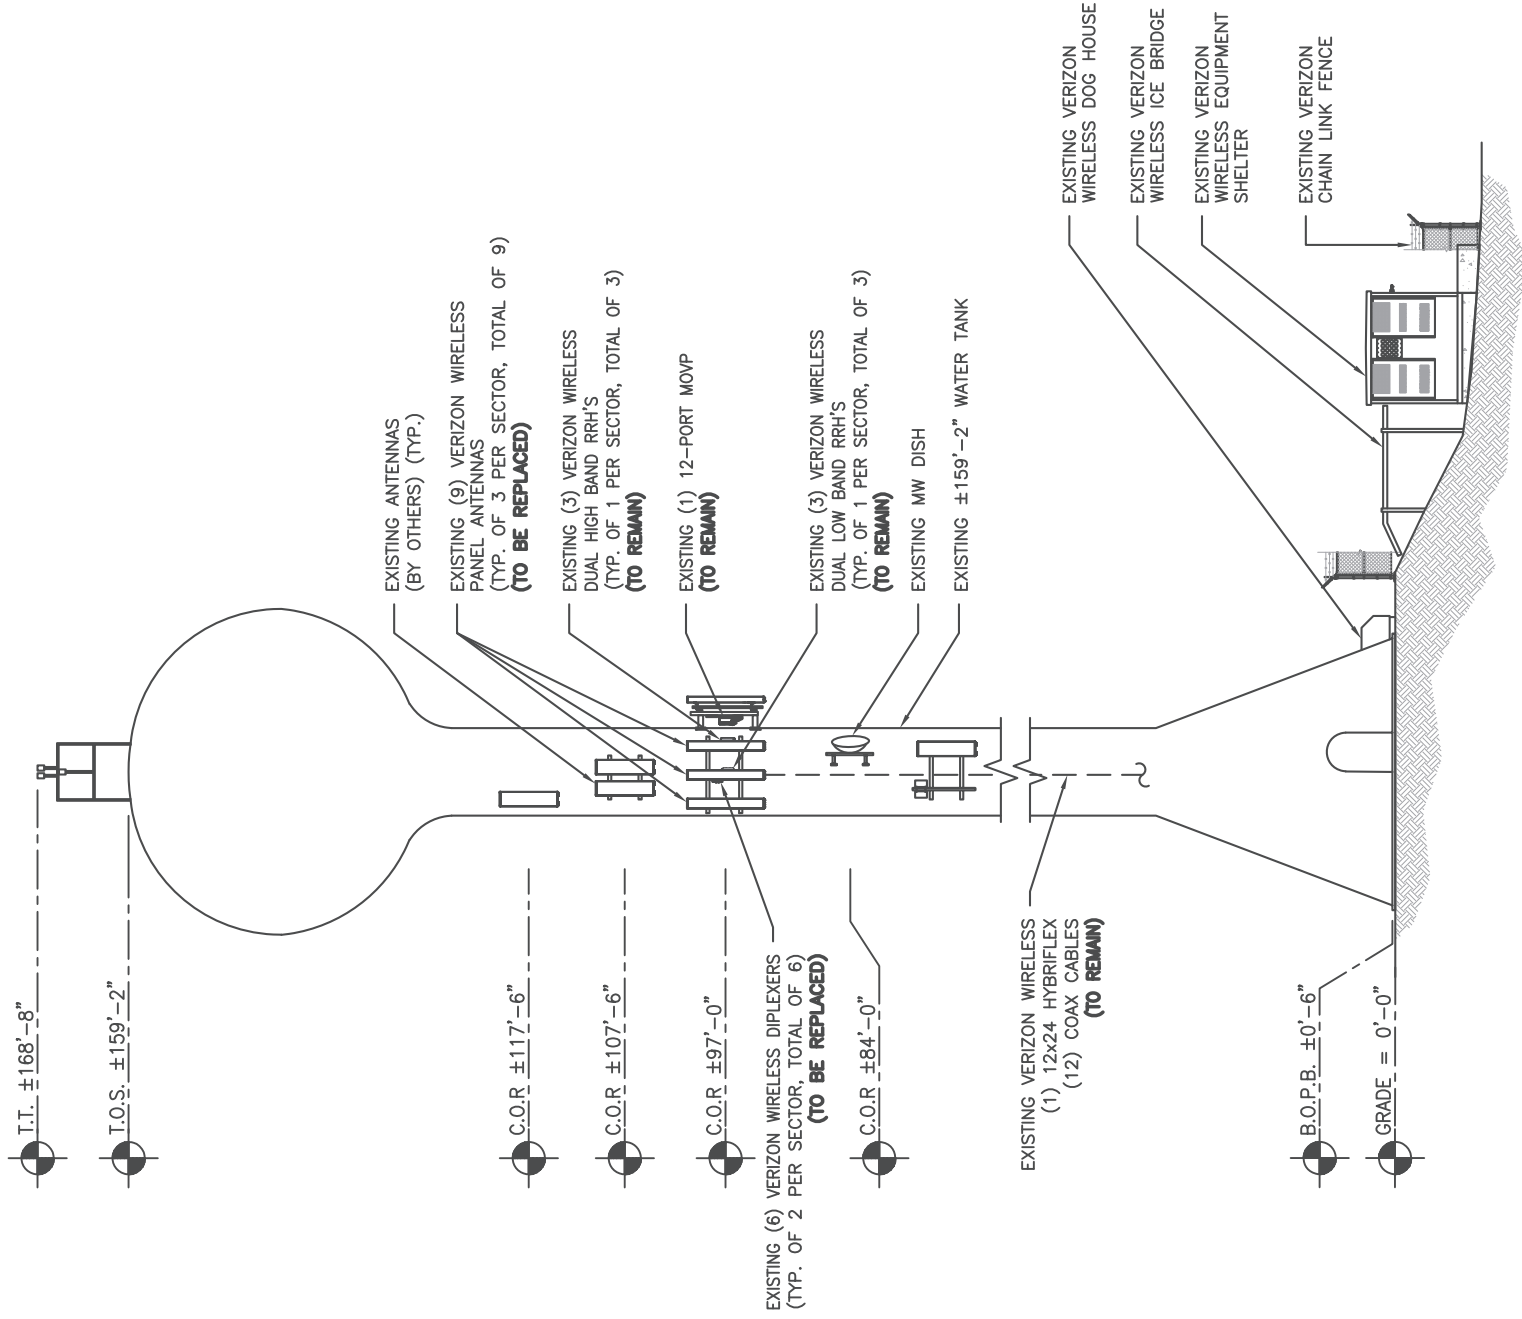 T.T. ±168'-8"
T.O.S. ±159'-2"
C.O.R ±117'-6"
C.O.R ±107'-6"
C.O.R ±97'-0"
C.O.R ±84'-0"
B.O.P.B. ±0'-6"
GRADE = 0'-0"
EXISTING ANTENNAS
(BY OTHERS) (TYP.)
EXISTING (9) VERIZON WIRELESS
PANEL ANTENNAS
(TYP. OF 3 PER SECTOR, TOTAL OF 9)
(TO BE REPLACED)
EXISTING (3) VERIZON WIRELESS
DUAL HIGH BAND RRH'S
(TYP. OF 1 PER SECTOR, TOTAL OF 3)
(TO REMAIN)
EXISTING (1) 12-PORT MOVP
(TO REMAIN)
EXISTING (3) VERIZON WIRELESS
DUAL LOW BAND RRH'S
(TYP. OF 1 PER SECTOR, TOTAL OF 3)
(TO REMAIN)
EXISTING MW DISH
EXISTING ±159'-2" WATER TANK
EXISTING (6) VERIZON WIRELESS DIPLEXERS
(TYP. OF 2 PER SECTOR, TOTAL OF 6)
(TO BE REPLACED)
EXISTING VERIZON WIRELESS
(1) 12x24 HYBRIFLEX
(12) COAX CABLES
(TO REMAIN)
EXISTING VERIZON
WIRELESS DOG HOUSE
EXISTING VERIZON
WIRELESS ICE BRIDGE
EXISTING VERIZON
WIRELESS EQUIPMENT
SHELTER
EXISTING VERIZON
CHAIN LINK FENCE